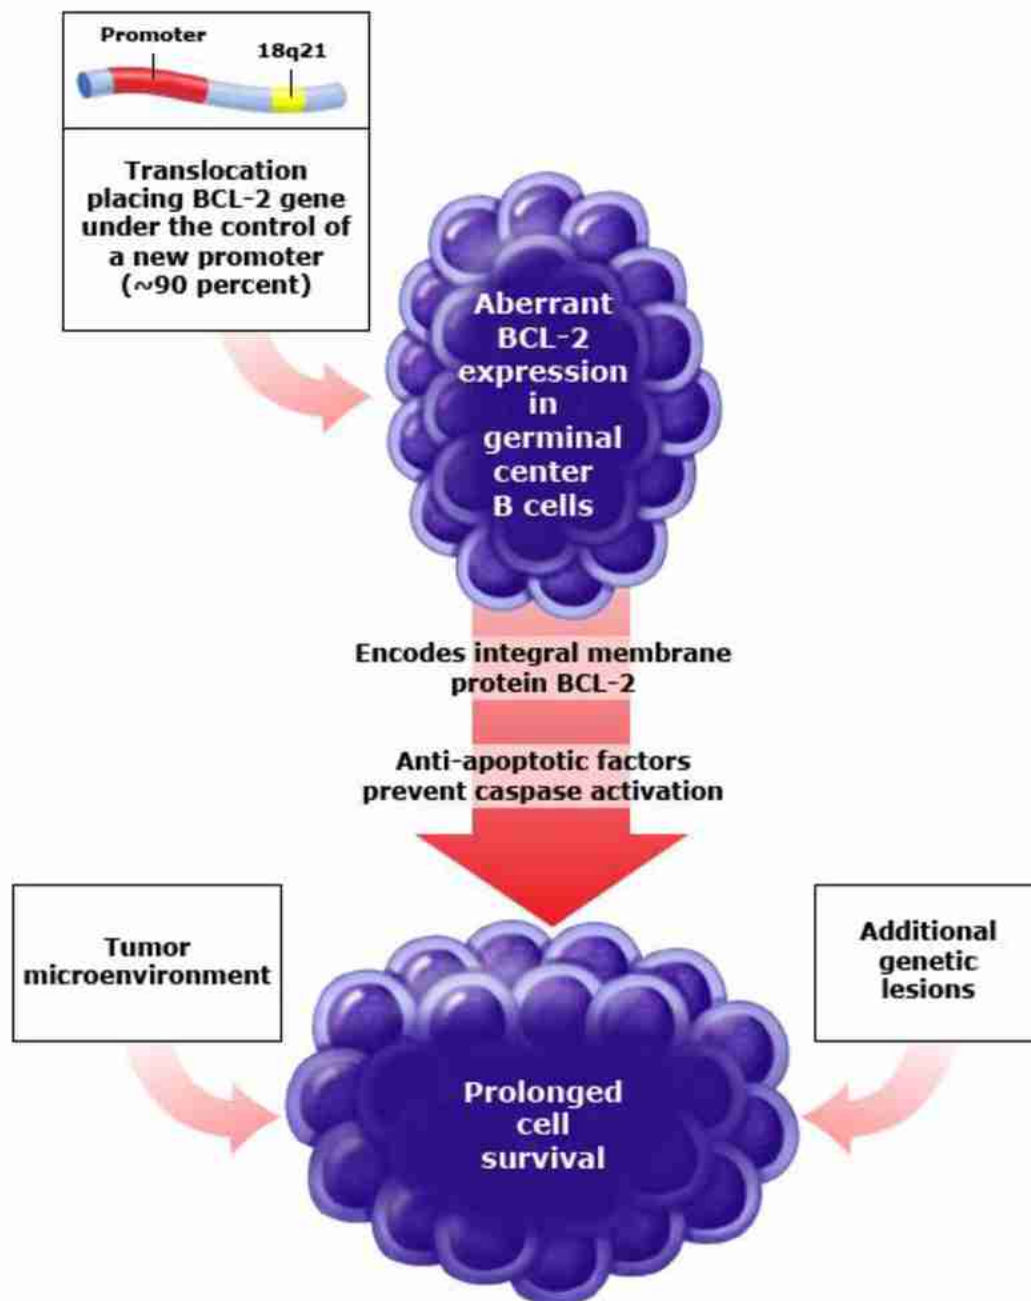 Promoter
18q21
Translocation
placing BCL-2 gene
under the control of
a new promoter
(~90 percent)
Aberrant
BCL-2
expression
in
germinal
center
B cells
Encodes integral membrane
protein BCL-2
Anti-apoptotic factors
prevent caspase activation
Tumor
microenvironment
Additional
genetic
lesions
Prolonged
cell
survival